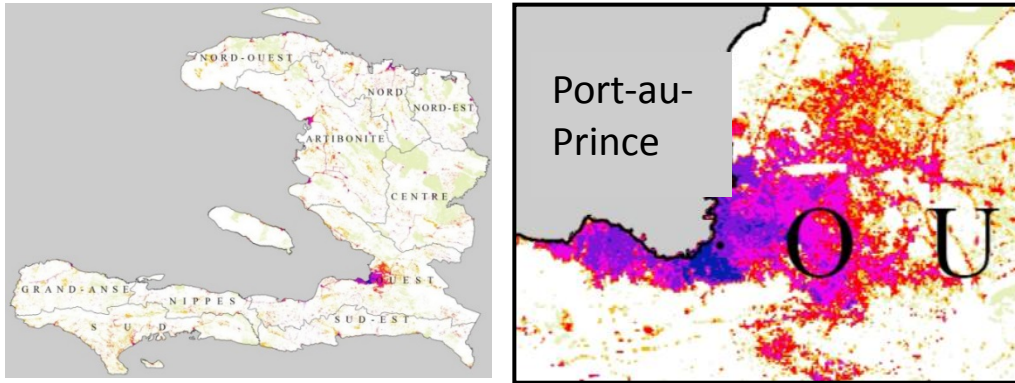 NORD-OUEST
NORD
NORD-EST
ARTIBONITE
CENTRE
OUEST
GRAND-ANSE
NIPPES
SUD-EST
SUD
Port-au-
Prince
O U